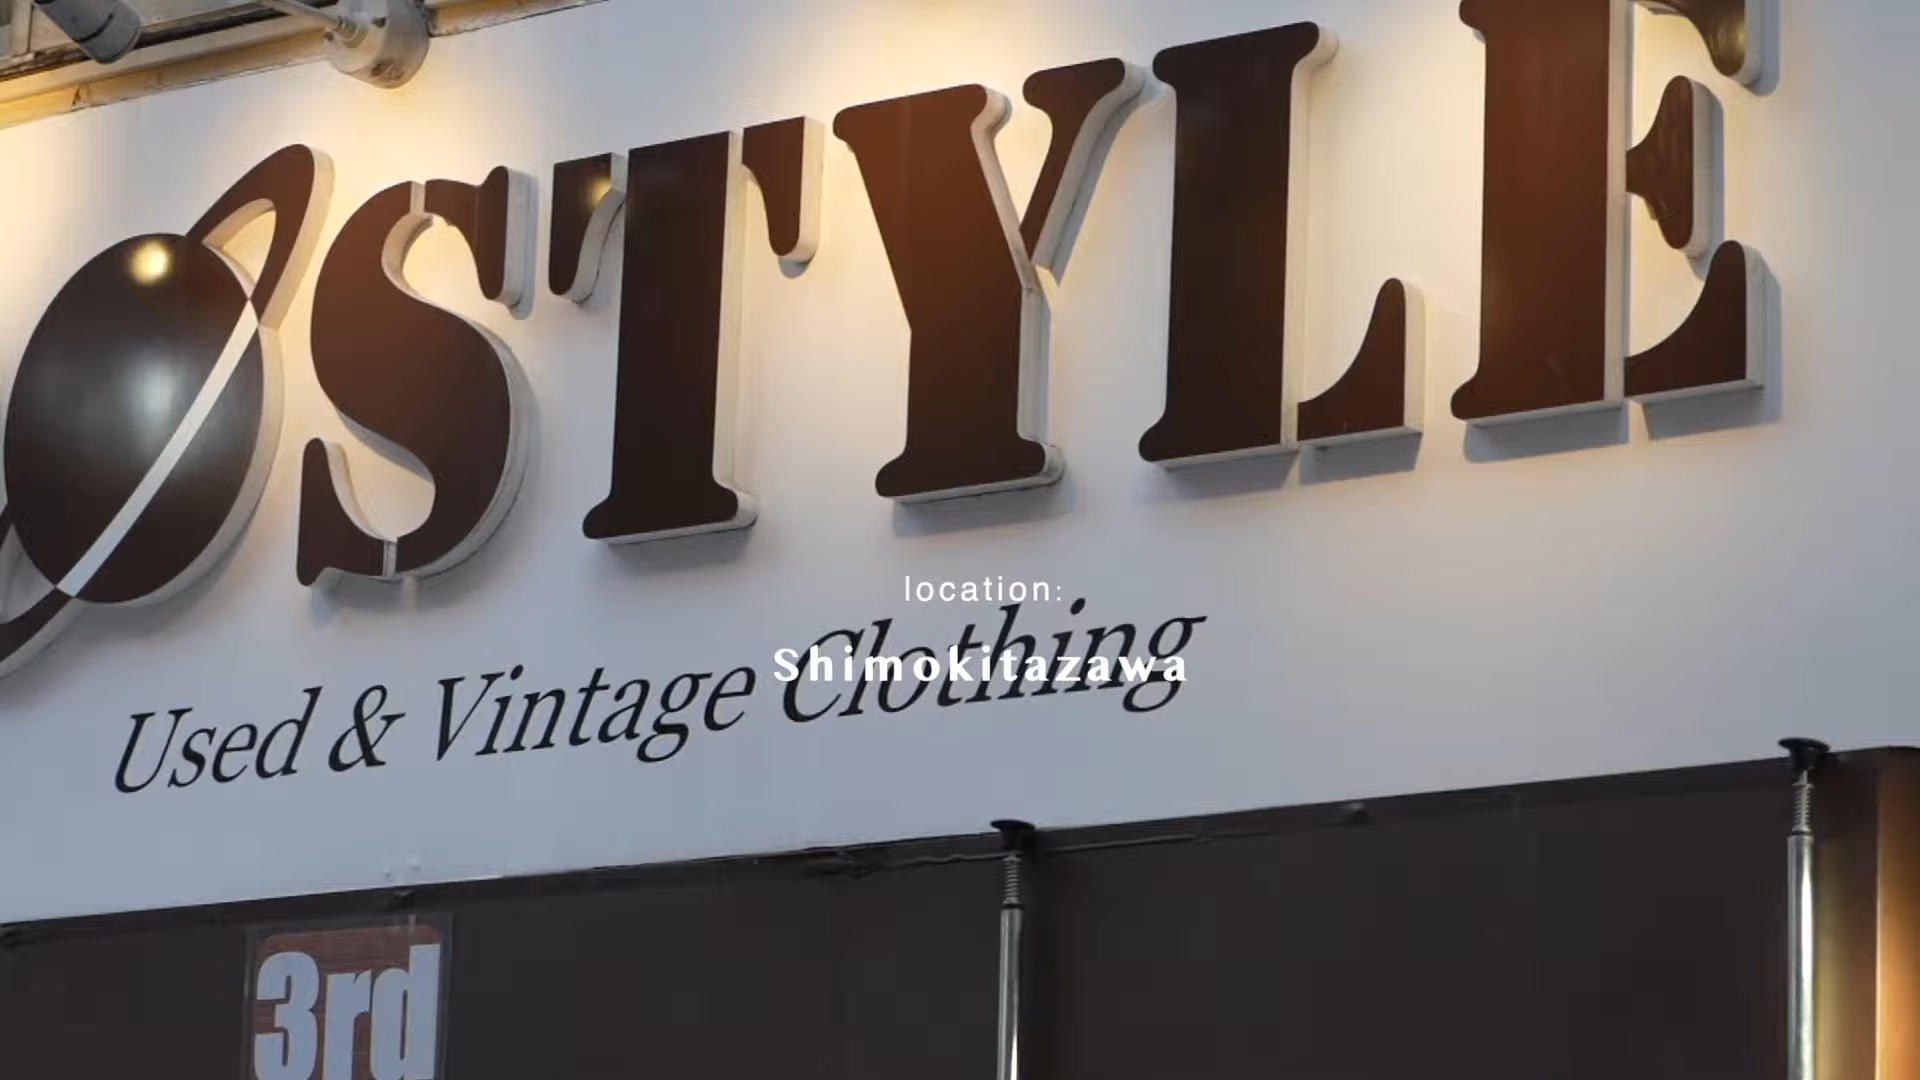 STYLE
location:
Shimokitazawa
Used & Vintage Clothing
3rd